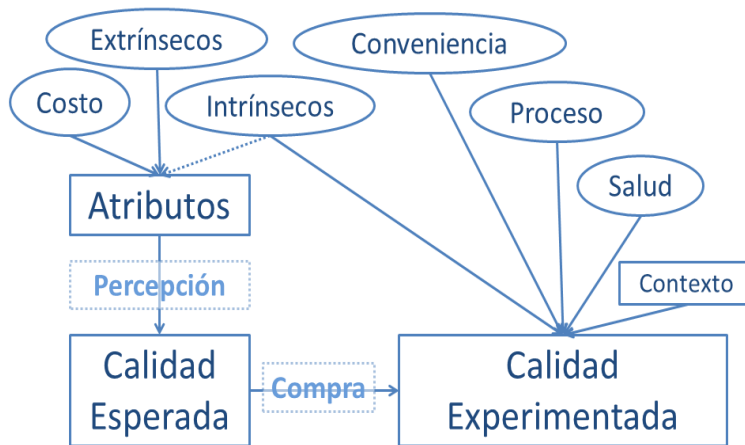 Extrínsecos
Conveniencia
Costo
Intrínsecos
Proceso
Salud
Atributos
Percepción
Contexto
Calidad
Esperada
Compra
Calidad
Experimentada